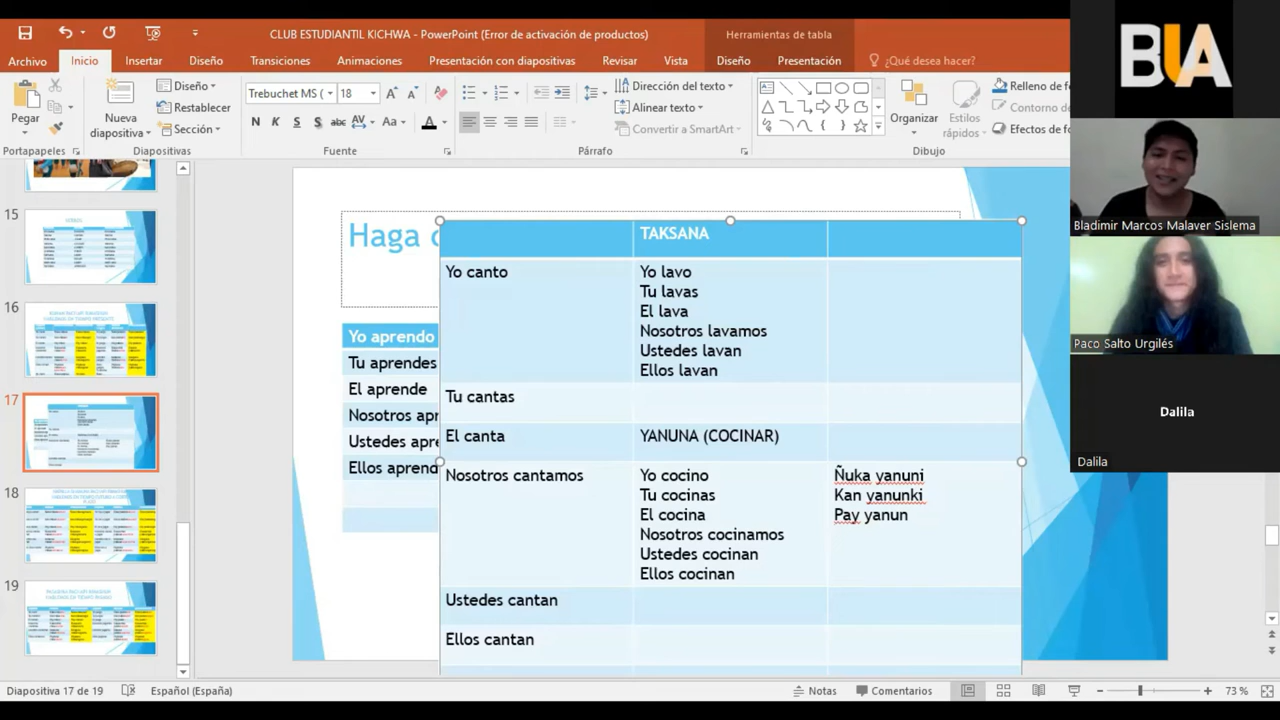 CLUB ESTUDIANTIL KICHWA - PowerPoint (Error de activación de productos)
Herramientas de tabla
Archivo
Inicio
Insertar
Diseño
Transiciones
Animaciones
Presentación con diapositivas
Revisar
Vista
Diseño
Presentación
¿Qué desea hacer?
Pegar
Nueva
diapositiva
Diseño
Restablecer
Sección
Trebuchet MS (
18
N K S S abc AV Aa A
Dirección del texto
Alinear texto
Convertir a SmartArt
Organizar
Estilos
rápidos
Relleno de f
Contorno de
Efectos de fo
Portapapeles
Diapositivas
Fuente
Párrafo
Dibujo
15
16
17
18
19
Haga c
Yo aprendo
Tu aprendes
El aprende
Nosotros apr
Ustedes apre
Ellos aprend
TAKSANA
Yo canto
Yo lavo
Tu lavas
El lava
Nosotros lavamos
Ustedes lavan
Ellos lavan
Tu cantas
El canta
YANUNA (COCINAR)
Nosotros cantamos
Yo cocino
Tu cocinas
El cocina
Nosotros cocinamos
Ustedes cocinan
Ellos cocinan
Ñuka yanuni
Kan yanunki
Pay yanun
Ustedes cantan
Ellos cantan
BUA
Bladimir Marcos Malaver Sislema
Paco Salto Urgilés
Dalila
Dalila
Diapositiva 17 de 19
Español (España)
Notas
Comentarios
73 %